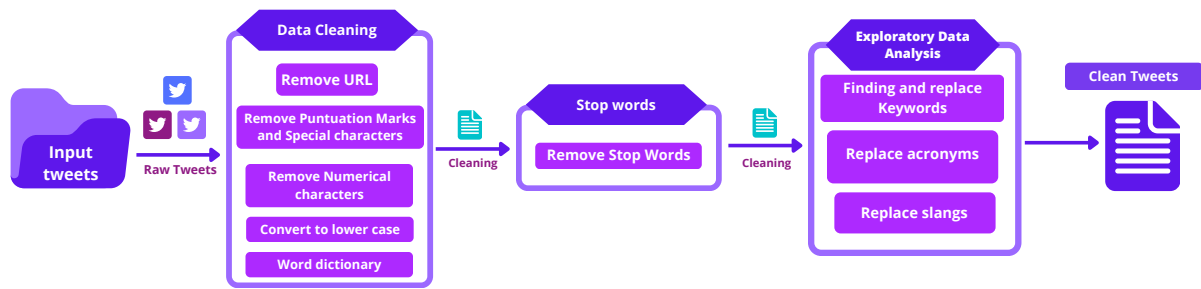 Input
tweets
Raw Tweets
Data Cleaning
Remove URL
Remove Puntuation Marks
and Special characters
Remove Numerical
characters
Convert to lower case
Word dictionary
Cleaning
Stop words
Remove Stop Words
Cleaning
Exploratory Data
Analysis
Finding and replace
Keywords
Replace acronyms
Replace slangs
Clean Tweets